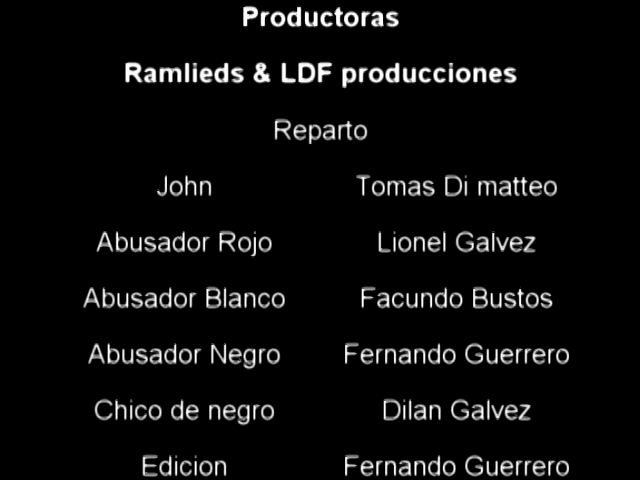 Productoras
Ramlieds & LDF producciones
Reparto
John Tomas Di matteo
Abusador Rojo Lionel Galvez
Abusador Blanco Facundo Bustos
Abusador Negro Fernando Guerrero
Chico de negro Dilan Galvez
Edicion Fernando Guerrero